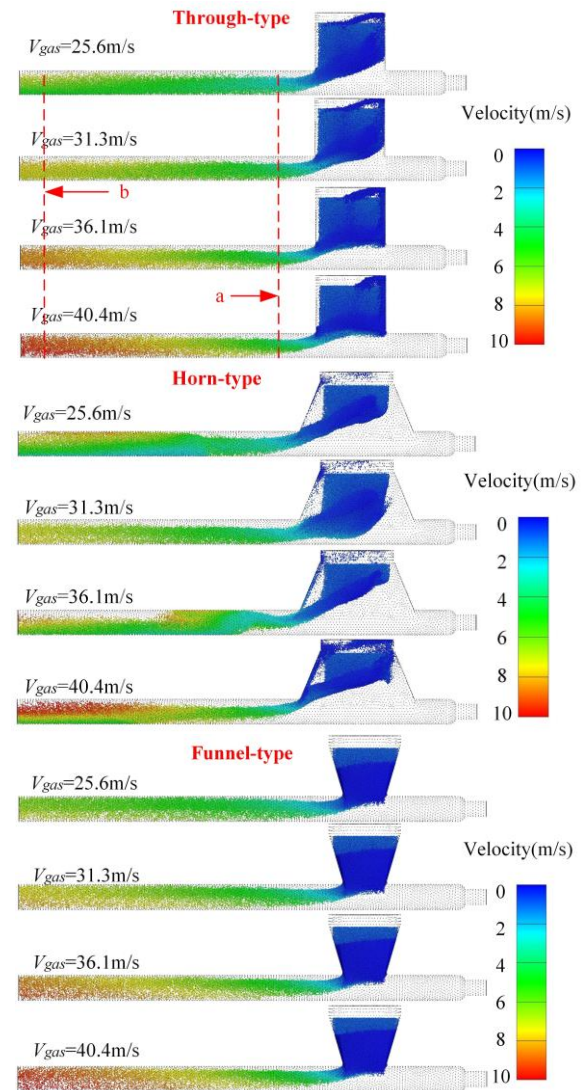 Through-type
Vgas=25.6m/s
Vgas=31.3m/s
b
Vgas=36.1m/s
a
Vgas=40.4m/s
Velocity(m/s)
0
2
4
6
8
10
Horn-type
Vgas=25.6m/s
Vgas=31.3m/s
Vgas=36.1m/s
Vgas=40.4m/s
Velocity(m/s)
0
2
4
6
8
10
Funnel-type
Vgas=25.6m/s
Vgas=31.3m/s
Vgas=36.1m/s
Vgas=40.4m/s
Velocity(m/s)
0
2
4
6
8
10